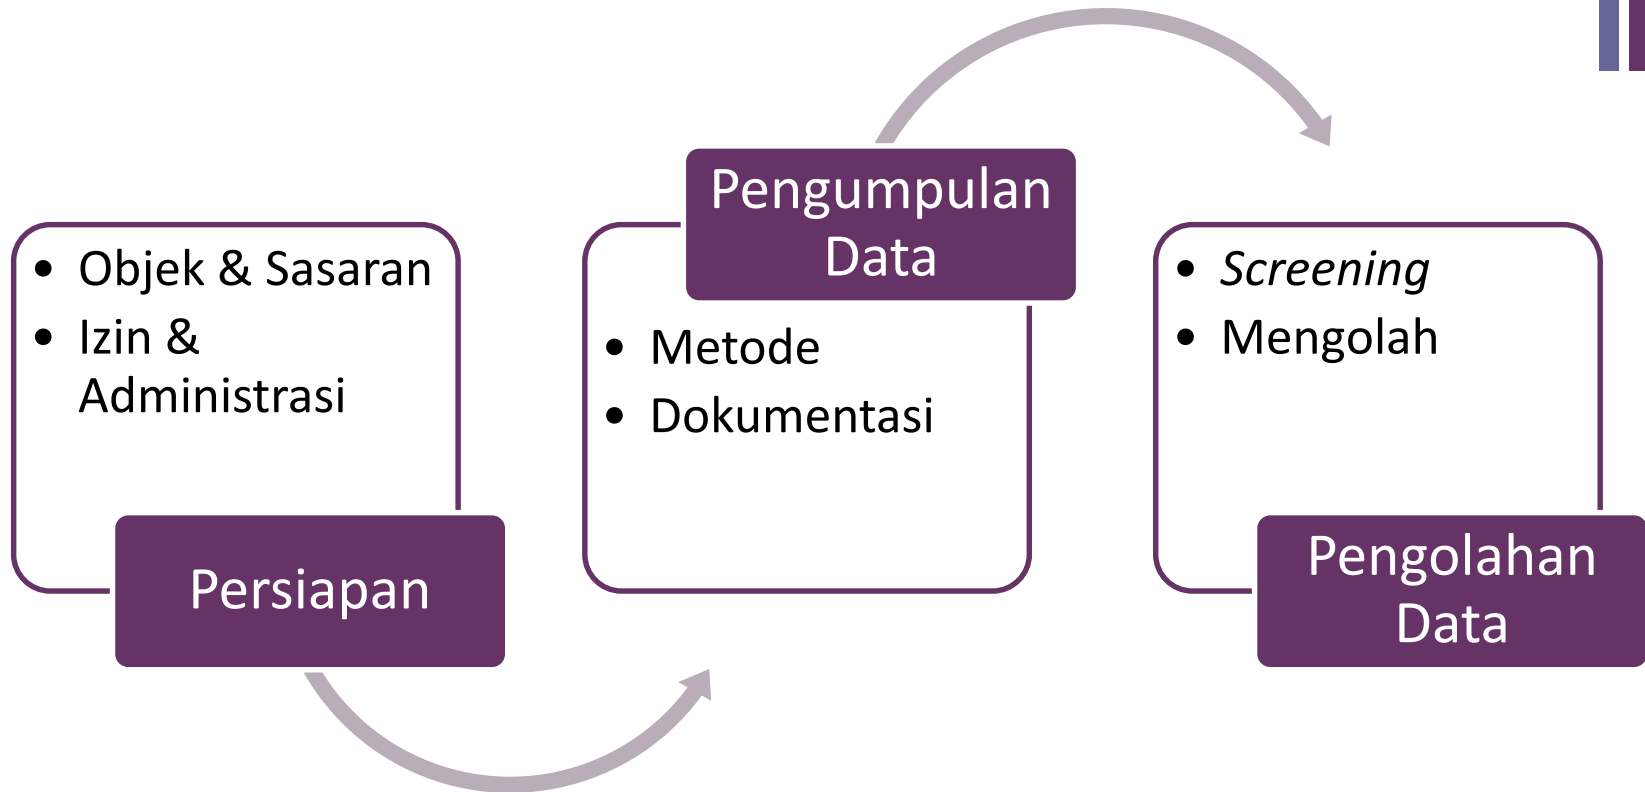 • Objek & Sasaran
• Izin &
Administrasi
Persiapan
Pengumpulan
Data
• Metode
• Dokumentasi
• Screening
• Mengolah
Pengolahan
Data